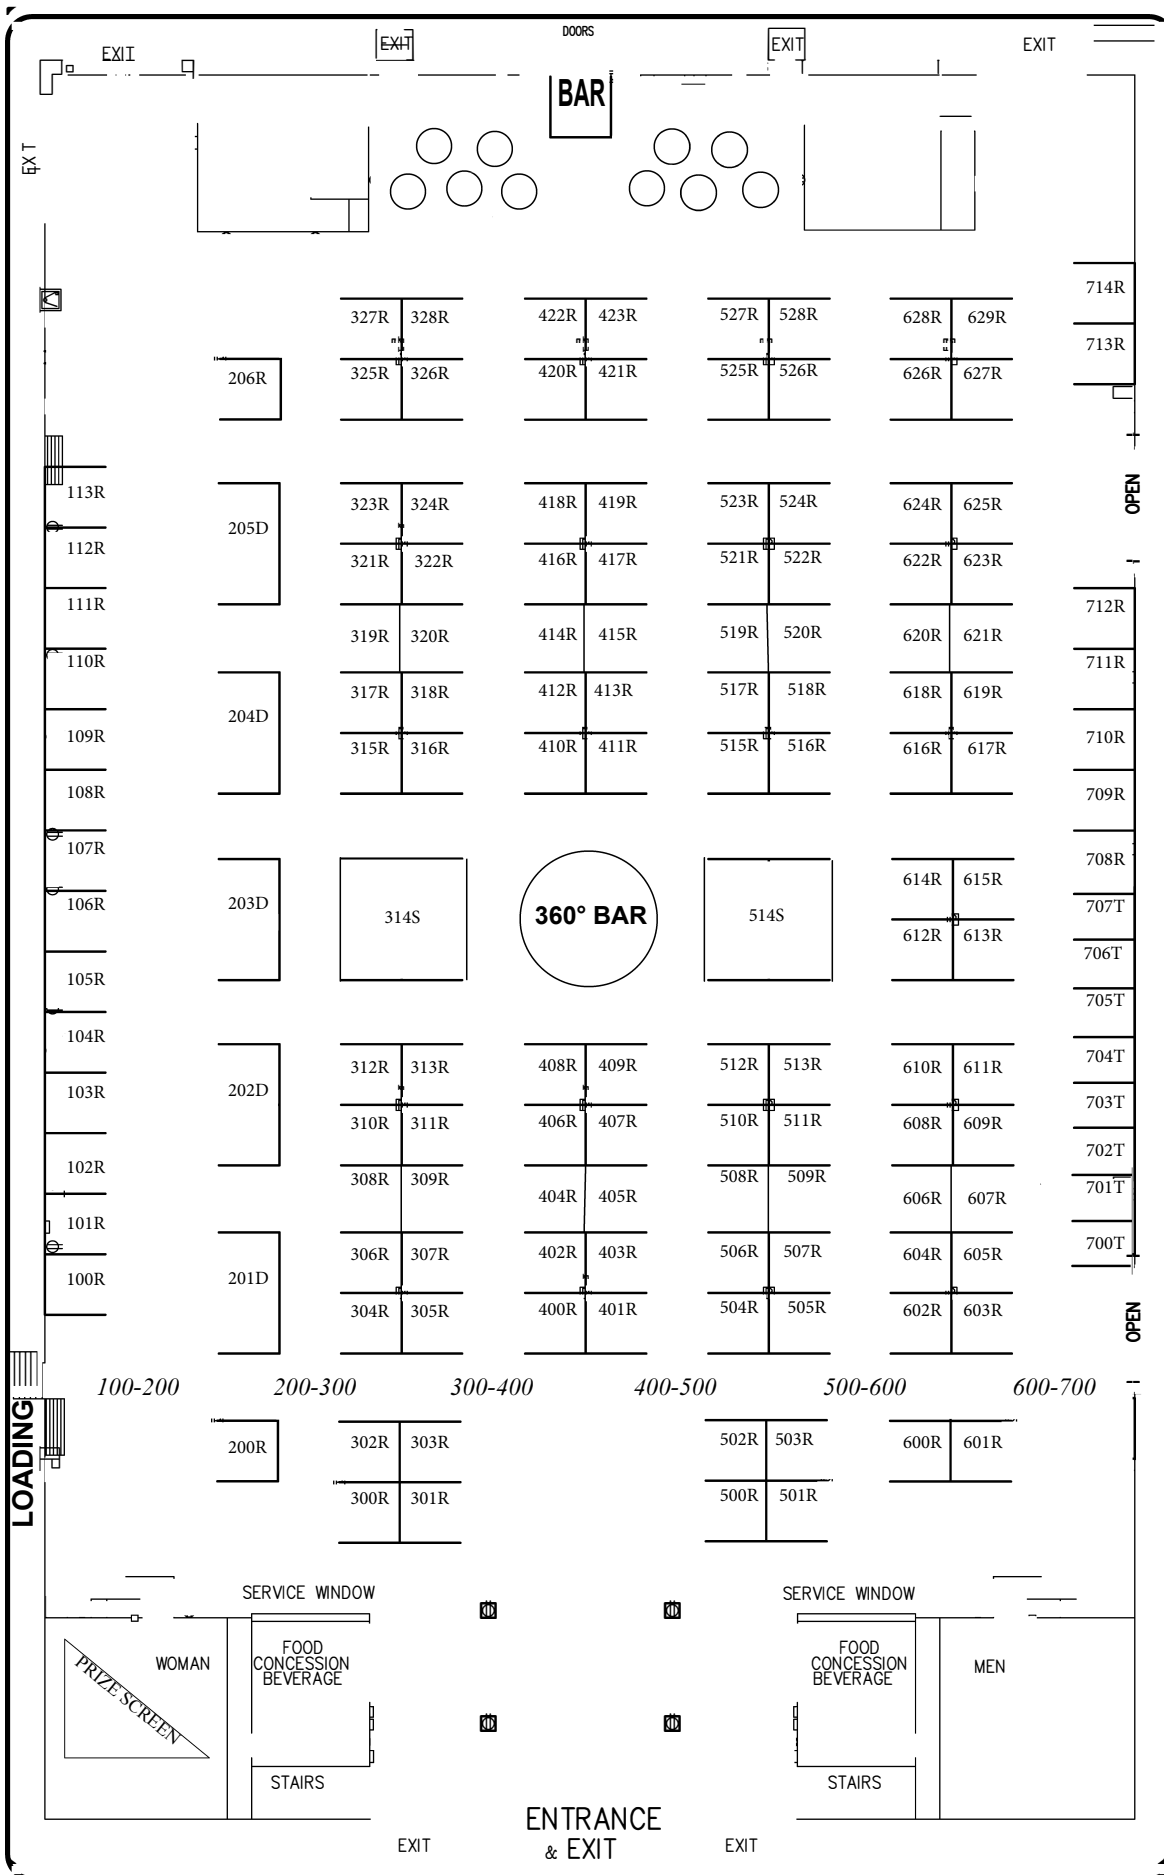 DOORS
EXIT
EXIT
EXIT
EXIT
BAR
EX T
714R
327R 328R
422R 423R
527R 528R
628R 629R
713R
206R
325R 326R
420R 421R
525R 526R
626R 627R
OPEN
113R
205D
323R 324R
418R 419R
523R 524R
624R 625R
112R
321R 322R
416R 417R
521R 522R
622R 623R
111R
319R 320R
414R 415R
519R 520R
620R 621R
712R
110R
711R
204D
317R 318R
412R 413R
517R 518R
618R 619R
109R
315R 316R
410R 411R
515R 516R
616R 617R
710R
108R
709R
107R
708R
614R 615R
106R
203D
314S
360° BAR
514S
707T
612R 613R
706T
105R
705T
104R
704T
312R 313R
408R 409R
512R 513R
610R 611R
103R
202D
703T
310R 311R
406R 407R
510R 511R
608R 609R
702T
102R
308R 309R
508R 509R
701T
404R 405R
606R 607R
101R
700T
306R 307R
402R 403R
506R 507R
604R 605R
100R
201D
304R 305R
400R 401R
504R 505R
602R 603R
OPEN
100-200 200-300 300-400 400-500 500-600 600-700
LOADING
200R
302R 303R
502R 503R
600R 601R
300R 301R
500R 501R
SERVICE WINDOW
SERVICE WINDOW
WOMAN
FOOD
CONCESSION
BEVERAGE
FOOD
CONCESSION
BEVERAGE
MEN
PRIZE SCREEN
STAIRS
STAIRS
ENTRANCE
& EXIT
EXIT
EXIT